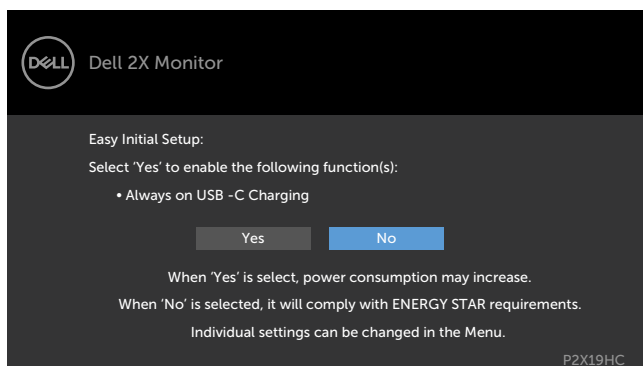 DELL
Dell 2X Monitor
Easy Initial Setup:
Select ‘Yes’ to enable the following function(s):
• Always on USB -C Charging
Yes No
When ‘Yes’ is select, power consumption may increase.
When ‘No’ is selected, it will comply with ENERGY STAR requirements.
Individual settings can be changed in the Menu.
P2X19HC